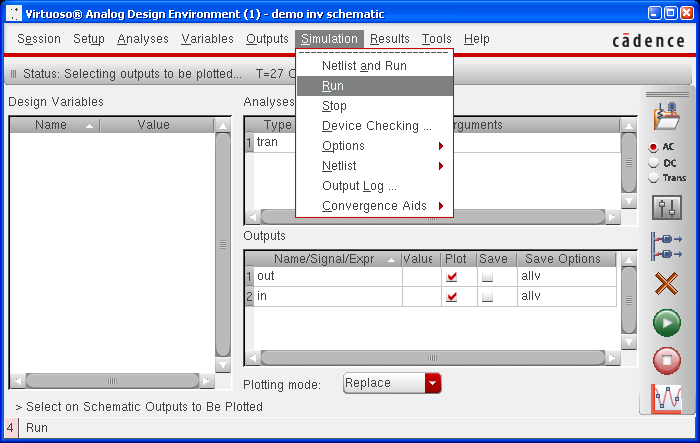 Virtuoso® Analog Design Environment (1) - demo inv schematic
Session Setup Analyses Variables Outputs Simulation Results Tools Help
cādence
Status: Selecting outputs to be plotted... T=27 C
Netlist and Run
Run
Stop
Device Checking ...
Options
Netlist
Output Log ...
Convergence Aids
Design Variables
Name Value
Analyses
Type rguments
1 tran
AC
DC
Trans
Outputs
Name/Signal/Expr Value Plot Save Save Options
1 out allv
2 in allv
Plotting mode: Replace
> Select on Schematic Outputs to Be Plotted
4 Run